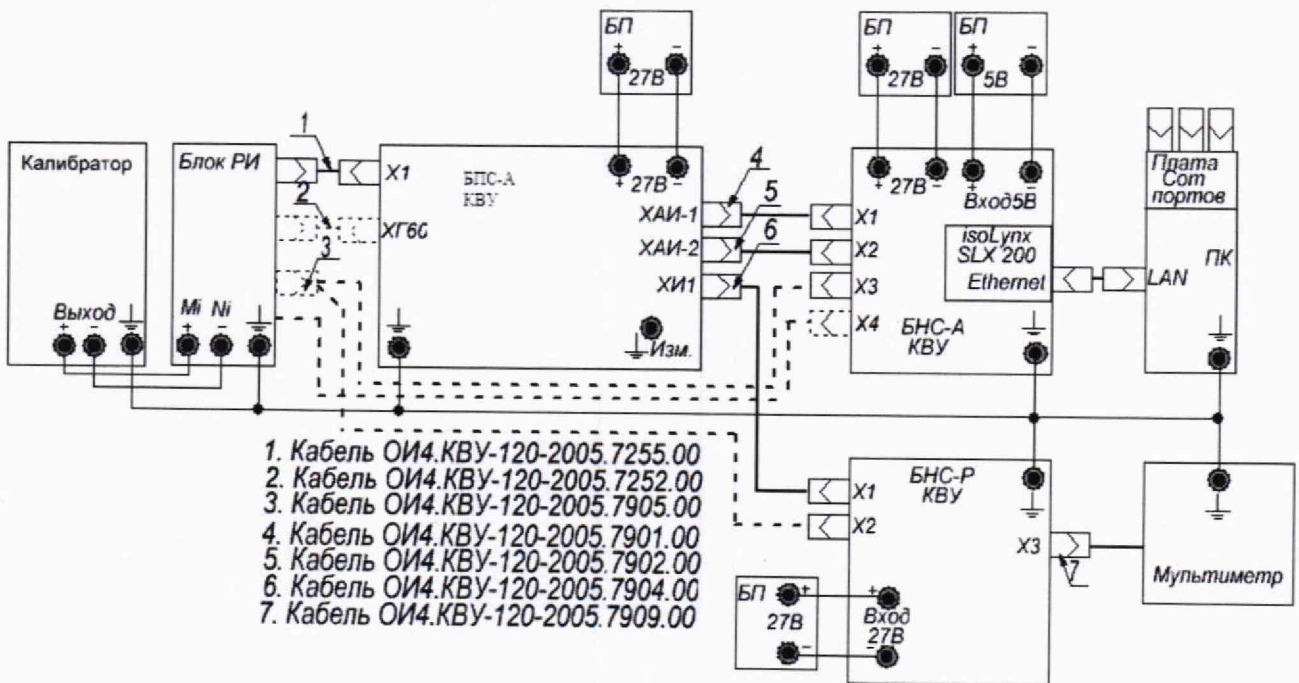 БП
+ -
27В
БП
+ -
27В
БП
+ -
5В
1
Калибратор
Выход
+ -
Блок РИ
Mi Ni
+ -
2
3
X1
БПС-А
КВУ
ХГ60
+ 27В -
ХАИ-1
ХАИ-2
ХИ1
Изм.
4
5
6
+ 27В -
+ -
Вход5В
X1
X2
X3
X4
isoLynx
SLX 200
Ethernet
БНС-А
КВУ
Плата
Com
портов
LAN
ПК
1. Кабель ОИ4.КВУ-120-2005.7255.00
2. Кабель ОИ4.КВУ-120-2005.7252.00
3. Кабель ОИ4.КВУ-120-2005.7905.00
4. Кабель ОИ4.КВУ-120-2005.7901.00
5. Кабель ОИ4.КВУ-120-2005.7902.00
6. Кабель ОИ4.КВУ-120-2005.7904.00
7. Кабель ОИ4.КВУ-120-2005.7909.00
X1
X2
БНС-Р
КВУ
X3
7
Мультиметр
БП
+
27В
-
+
Вход
27В
-